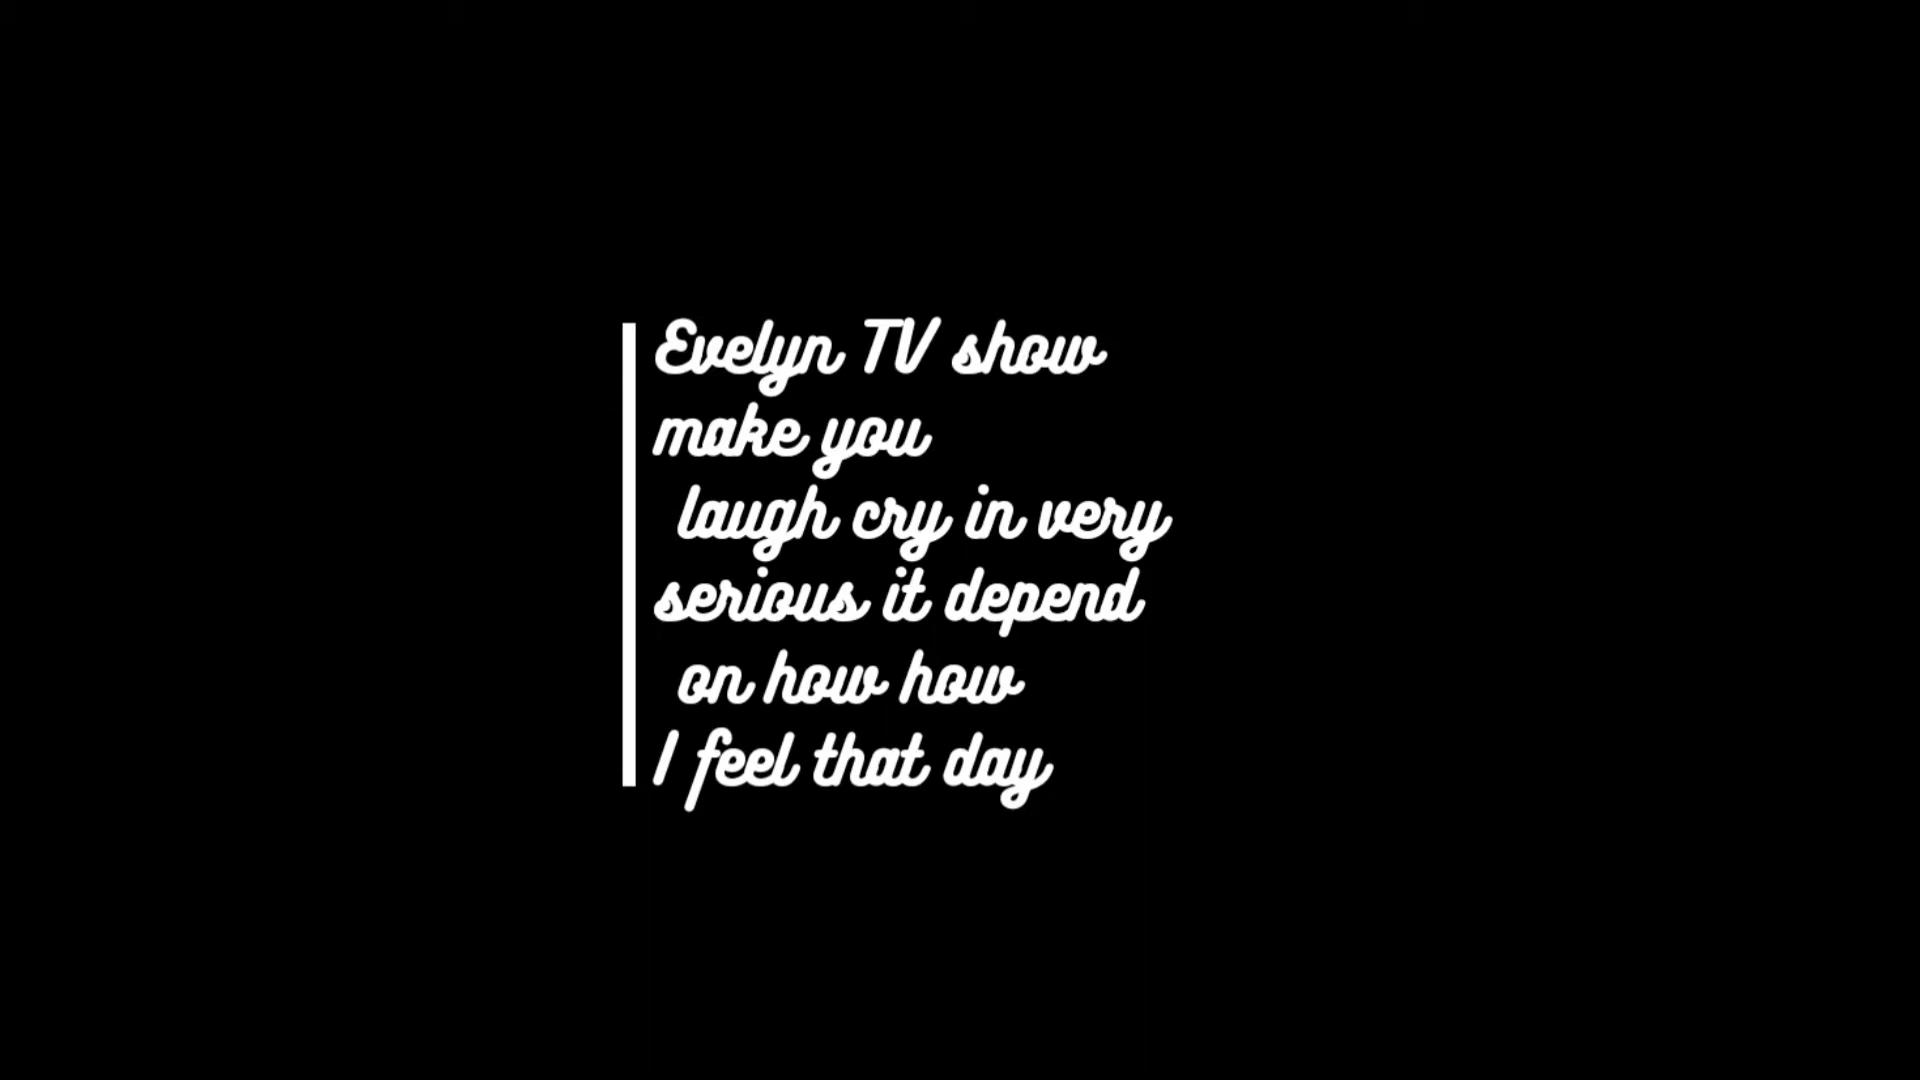 Evelyn TV show
make you
laugh cry in very
serious it depend
on how how
I feel that day